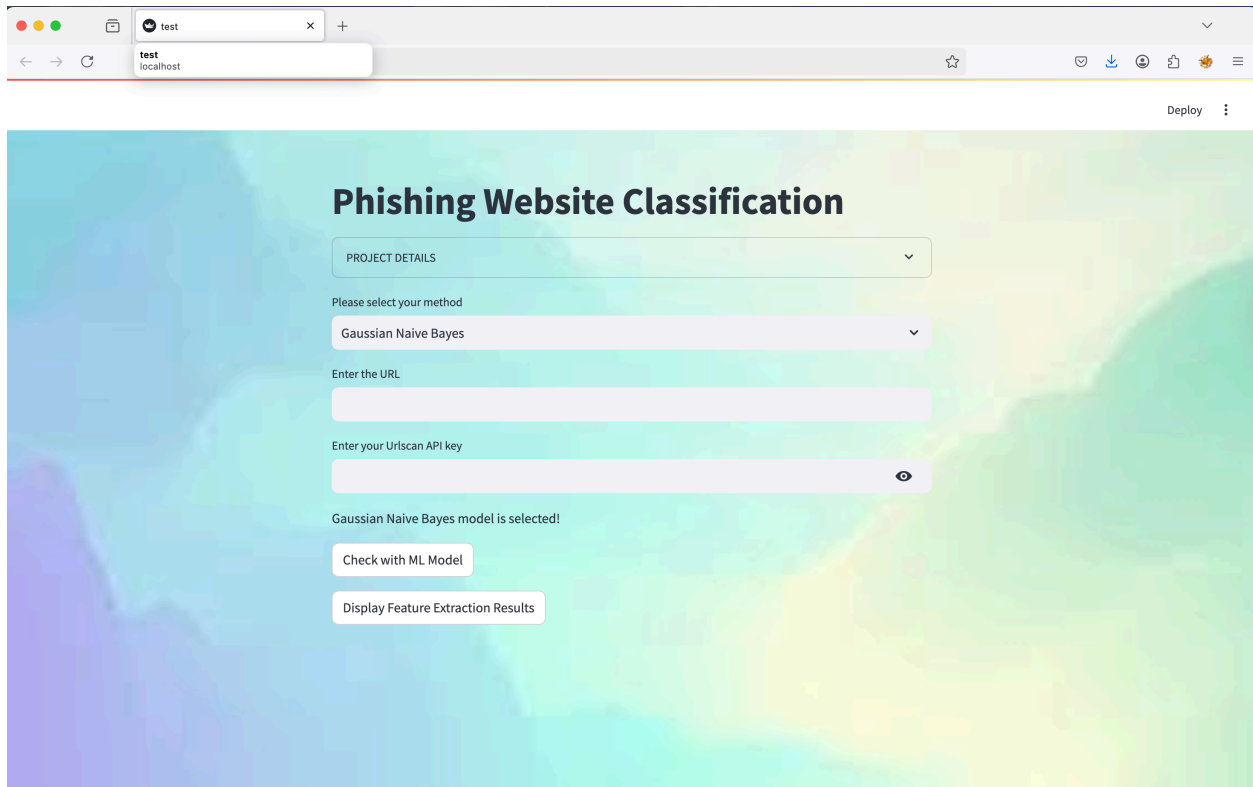 test
test
localhost
Deploy
Phishing Website Classification
PROJECT DETAILS
Please select your method
Gaussian Naive Bayes
Enter the URL
Enter your Urlscan API key
Gaussian Naive Bayes model is selected!
Check with ML Model
Display Feature Extraction Results